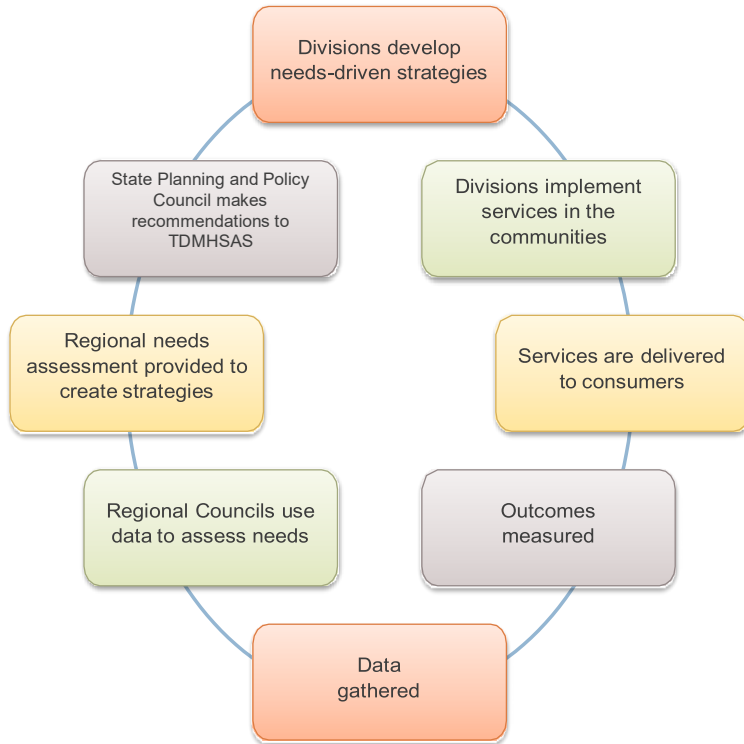 Divisions develop
needs-driven strategies
State Planning and Policy
Council makes
recommendations to
TDMHSAS
Divisions implement
services in the
communities
Regional needs
assessment provided to
create strategies
Services are delivered
to consumers
Regional Councils use
data to assess needs
Outcomes
measured
Data
gathered